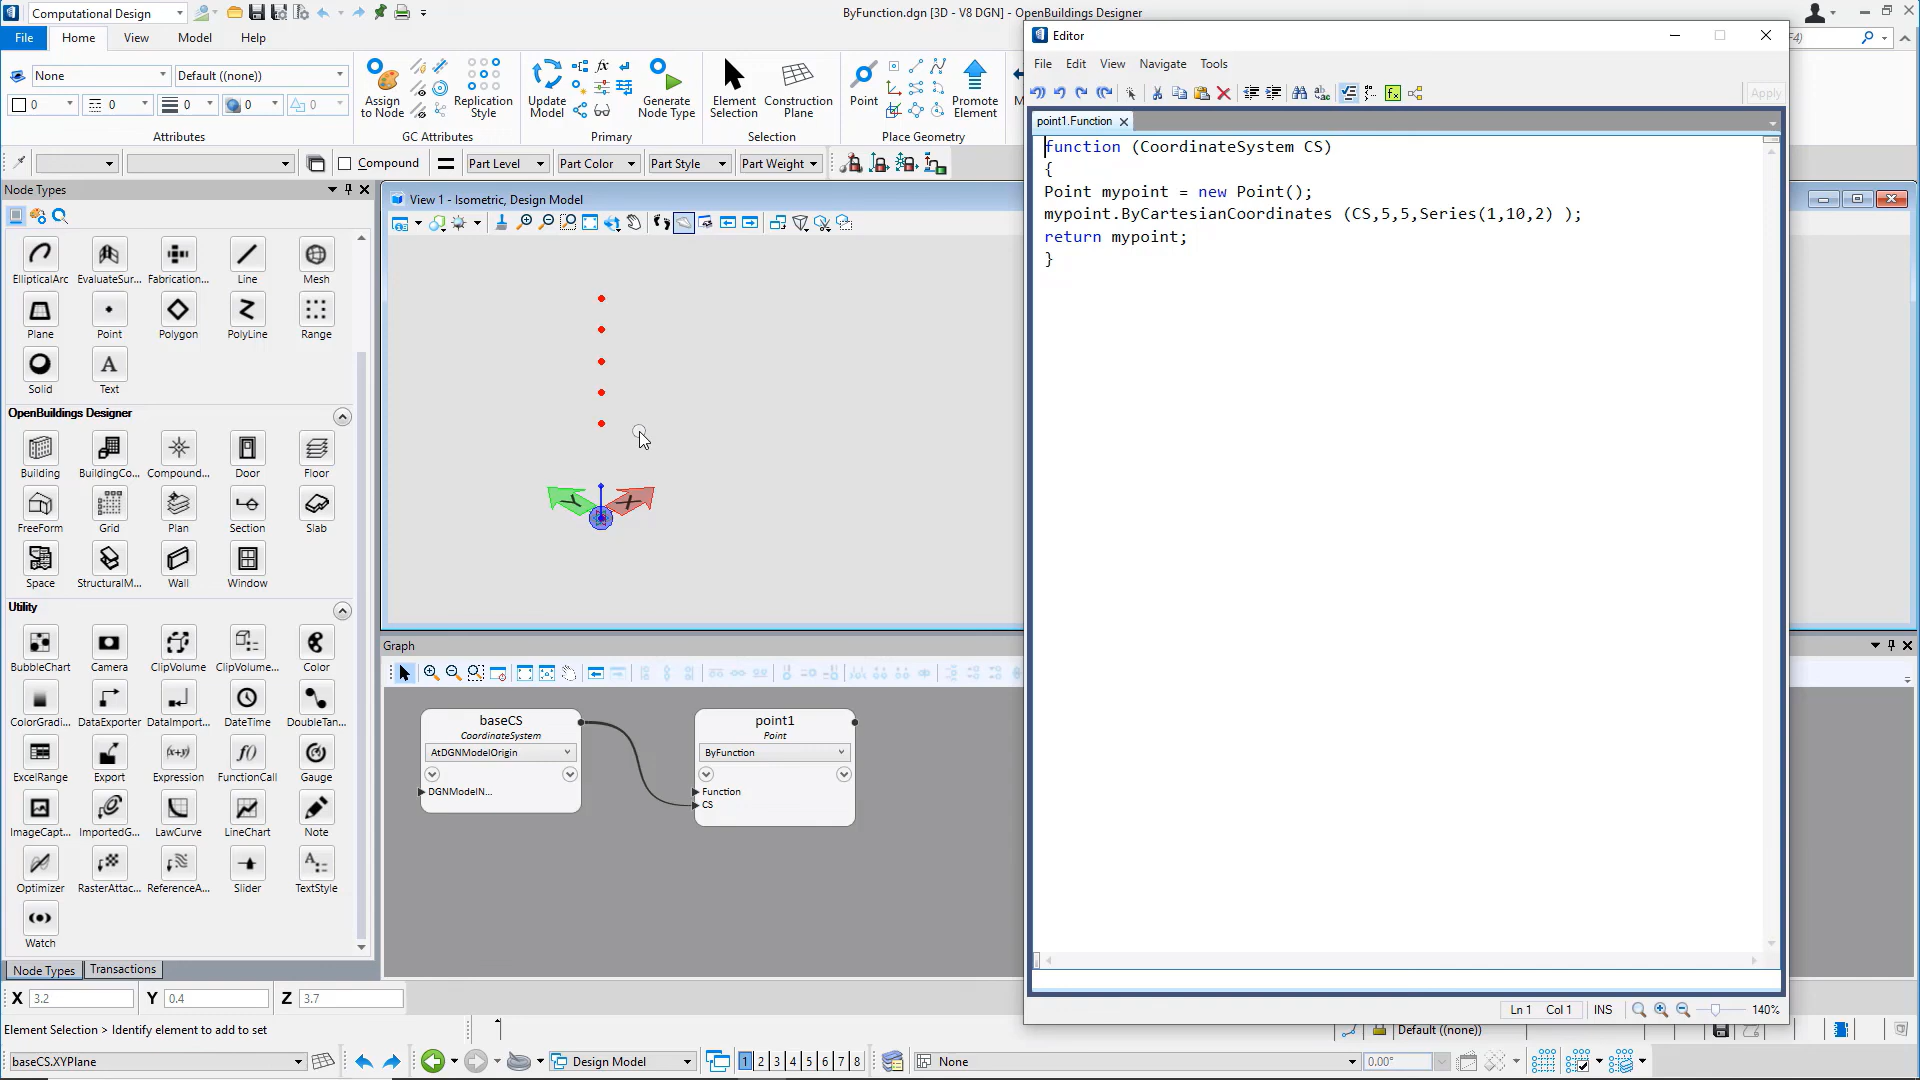 Computational Design
ByFunction.dgn [3D - V8 DGN] - OpenBuildings Designer
File Home View Model Help
None Default ((none))
0 0 0 0 0
Attributes
Assign to Node
Replication Style
GC Attributes
Update Model
Generate Node Type
Primary
Element Selection
Construction Plane
Selection
Point
Promote Element
Place Geometry
Compound Part Level Part Color Part Style Part Weight
Node Types
EllipticalArc EvaluateSur... Fabrication... Line Mesh
Plane Point Polygon PolyLine Range
Solid Text
OpenBuildings Designer
Building BuildingCo... Compound... Door Floor
FreeForm Grid Plan Section Slab
Space StructuralM... Wall Window
Utility
BubbleChart Camera ClipVolume ClipVolume... Color
ColorGradi... DataExporter DataImport... DateTime DoubleTan...
ExcelRange Export Expression FunctionCall Gauge
ImageCapt... ImportedG... LawCurve LineChart Note
Optimizer RasterAttac... ReferenceA... Slider TextStyle
Watch
Node Types Transactions
View 1 - Isometric, Design Model
Y X
Graph
baseCS
CoordinateSystem
AtDGNModelOrigin
DGNModelN...
point1
Point
ByFunction
Function
CS
Editor
File Edit View Navigate Tools
Apply
point1.Function
function (CoordinateSystem CS)
{
Point mypoint = new Point();
mypoint.ByCartesianCoordinates (CS,5,5,Series(1,10,2) );
return mypoint;
}
Ln 1 Col 1 INS 140%
X 3.2 Y 0.4 Z 3.7
Element Selection > Identify element to add to set
Default ((none))
baseCS.XYPlane
Design Model
1 2 3 4 5 6 7 8
None
0.00°